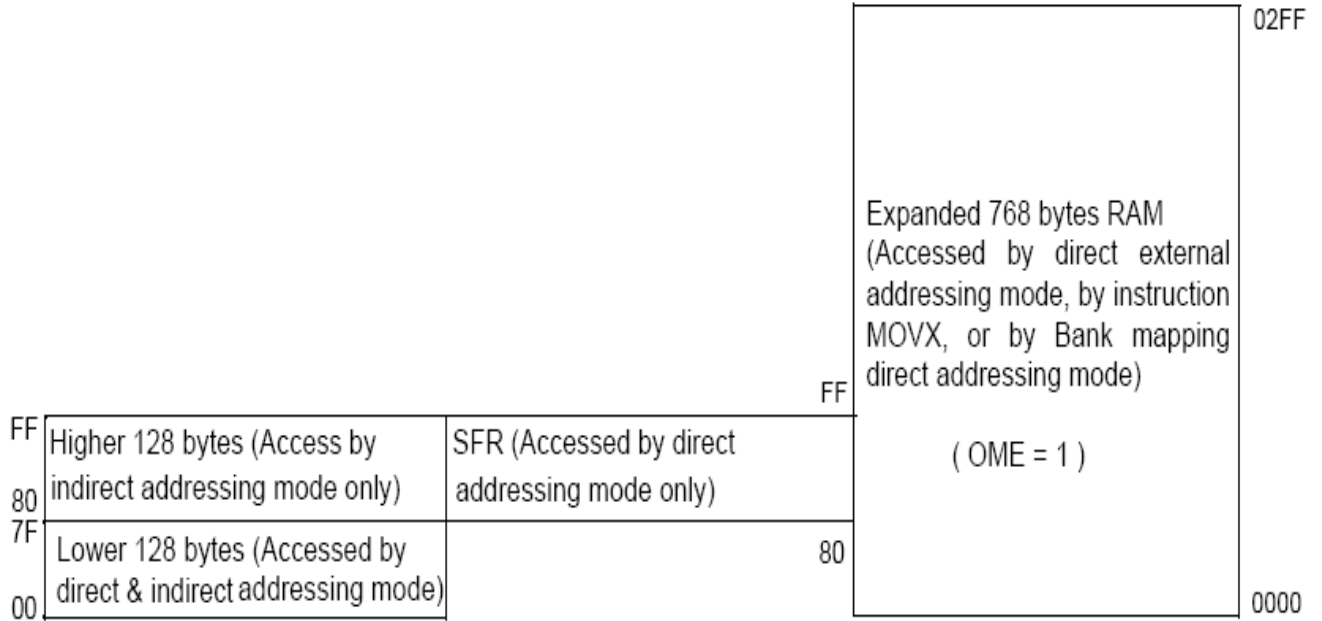 02FF
Expanded 768 bytes RAM
(Accessed by direct external
addressing mode, by instruction
MOVX, or by Bank mapping
direct addressing mode)
( OME = 1 )
0000
FF
Higher 128 bytes (Access by
indirect addressing mode only)
80
7F
Lower 128 bytes (Accessed by
direct & indirect addressing mode)
00
FF
SFR (Accessed by direct
addressing mode only)
80